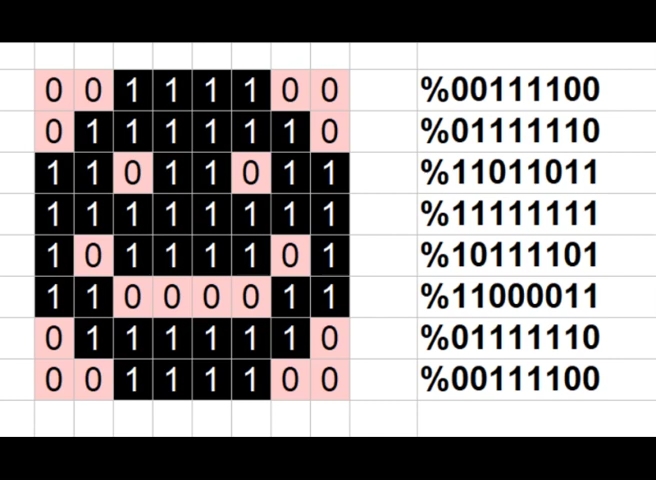 0 0 1 1 1 1 0 0 %00111100
0 1 1 1 1 1 1 0 %01111110
1 1 0 1 1 0 1 1 %11011011
1 1 1 1 1 1 1 1 %11111111
1 0 1 1 1 1 0 1 %10111101
1 1 0 0 0 0 1 1 %11000011
0 1 1 1 1 1 1 0 %01111110
0 0 1 1 1 1 0 0 %00111100